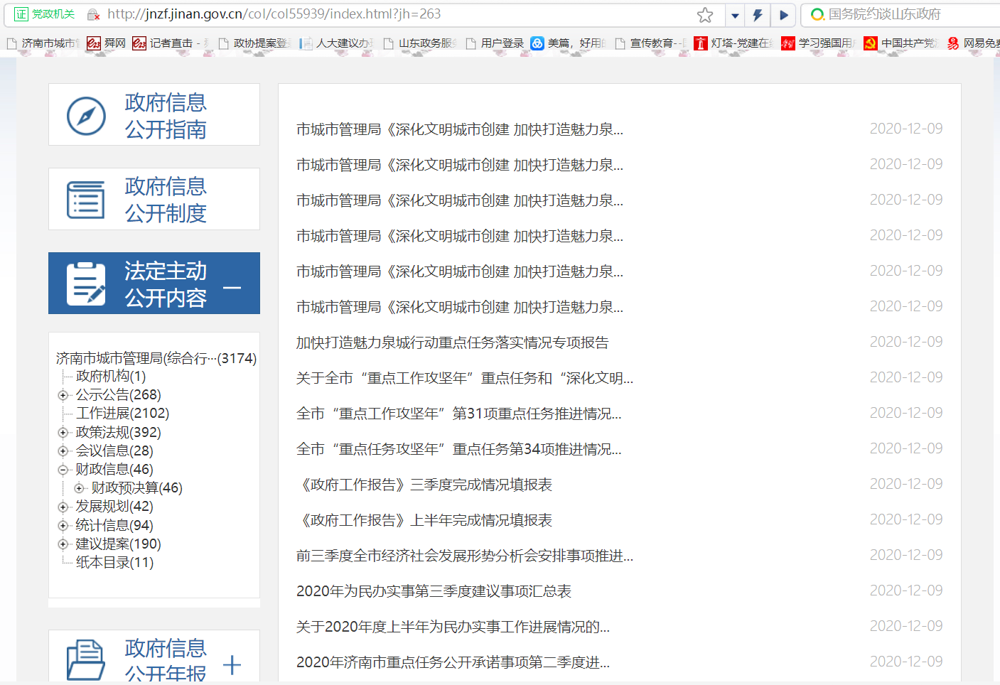 证 党政机关 http://jnzf.jinan.gov.cn/col/col55939/index.html?jh=263 国务院约谈山东政府
济南市城市 舜网 记者直击 - 政协提案登 人大建议办 山东政务服 用户登录 美篇，好用 宣传教育-- 灯塔-党建在 学习强国用 中国共产党 网易免
政府信息
公开指南
政府信息
公开制度
法定主动
公开内容
济南市城市管理局(综合行···(3174)
政府机构(1)
公示公告(268)
工作进展(2102)
政策法规(392)
会议信息(28)
财政信息(46)
财政预决算(46)
发展规划(42)
统计信息(94)
建议提案(190)
纸本目录(11)
政府信息
公开年报
市城市管理局《深化文明城市创建 加快打造魅力泉... 2020-12-09
市城市管理局《深化文明城市创建 加快打造魅力泉... 2020-12-09
市城市管理局《深化文明城市创建 加快打造魅力泉... 2020-12-09
市城市管理局《深化文明城市创建 加快打造魅力泉... 2020-12-09
市城市管理局《深化文明城市创建 加快打造魅力泉... 2020-12-09
市城市管理局《深化文明城市创建 加快打造魅力泉... 2020-12-09
加快打造魅力泉城行动重点任务落实情况专项报告 2020-12-09
关于全市“重点工作攻坚年”重点任务和“深化文明... 2020-12-09
全市“重点工作攻坚年”第31项重点任务推进情况... 2020-12-09
全市“重点任务攻坚年”重点任务第34项推进情况... 2020-12-09
《政府工作报告》三季度完成情况填报表 2020-12-09
《政府工作报告》上半年完成情况填报表 2020-12-09
前三季度全市经济社会发展形势分析会安排事项推进... 2020-12-09
2020年为民办实事第三季度建议事项汇总表 2020-12-09
关于2020年度上半年为民办实事工作进展情况的... 2020-12-09
2020年济南市重点任务公开承诺事项第二季度进... 2020-12-09